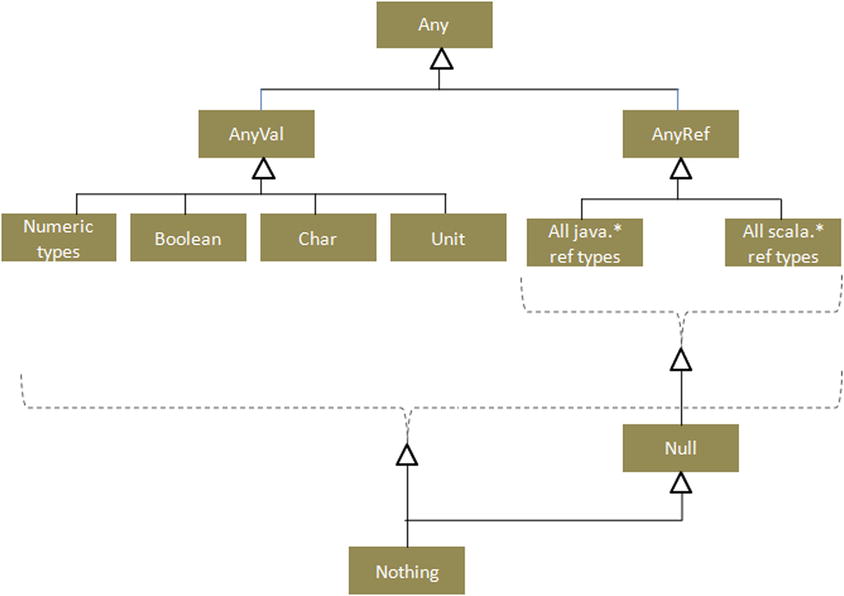 Any
AnyVal
AnyRef
Numeric
types
Boolean
Char
Unit
All java.*
ref types
All scala.*
ref types
Null
Nothing